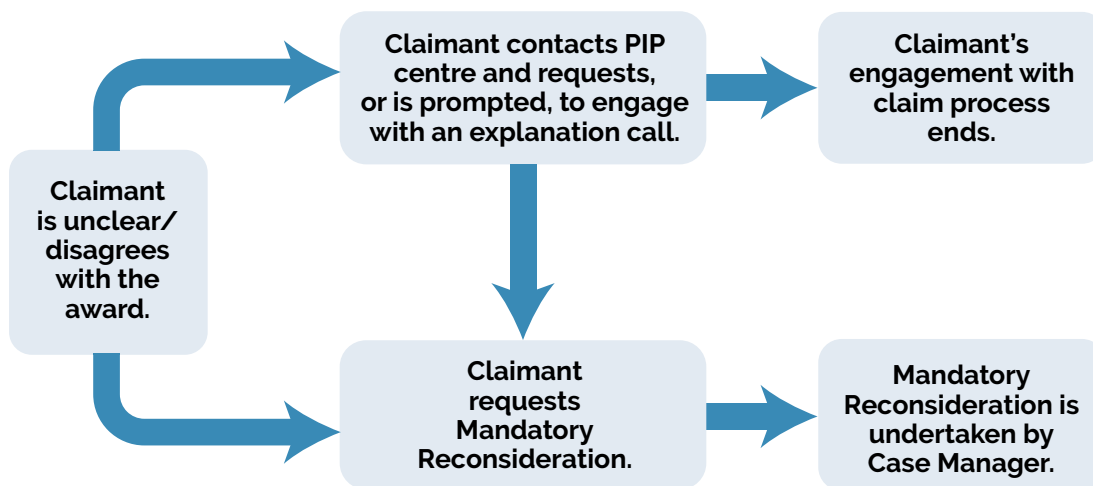 Claimant contacts PIP
centre and requests,
or is prompted, to engage
with an explanation call.
Claimant’s
engagement with
claim process
ends.
Claimant
is unclear/
disagrees
with the
award.
Claimant
requests
Mandatory
Reconsideration.
Mandatory
Reconsideration is
undertaken by
Case Manager.